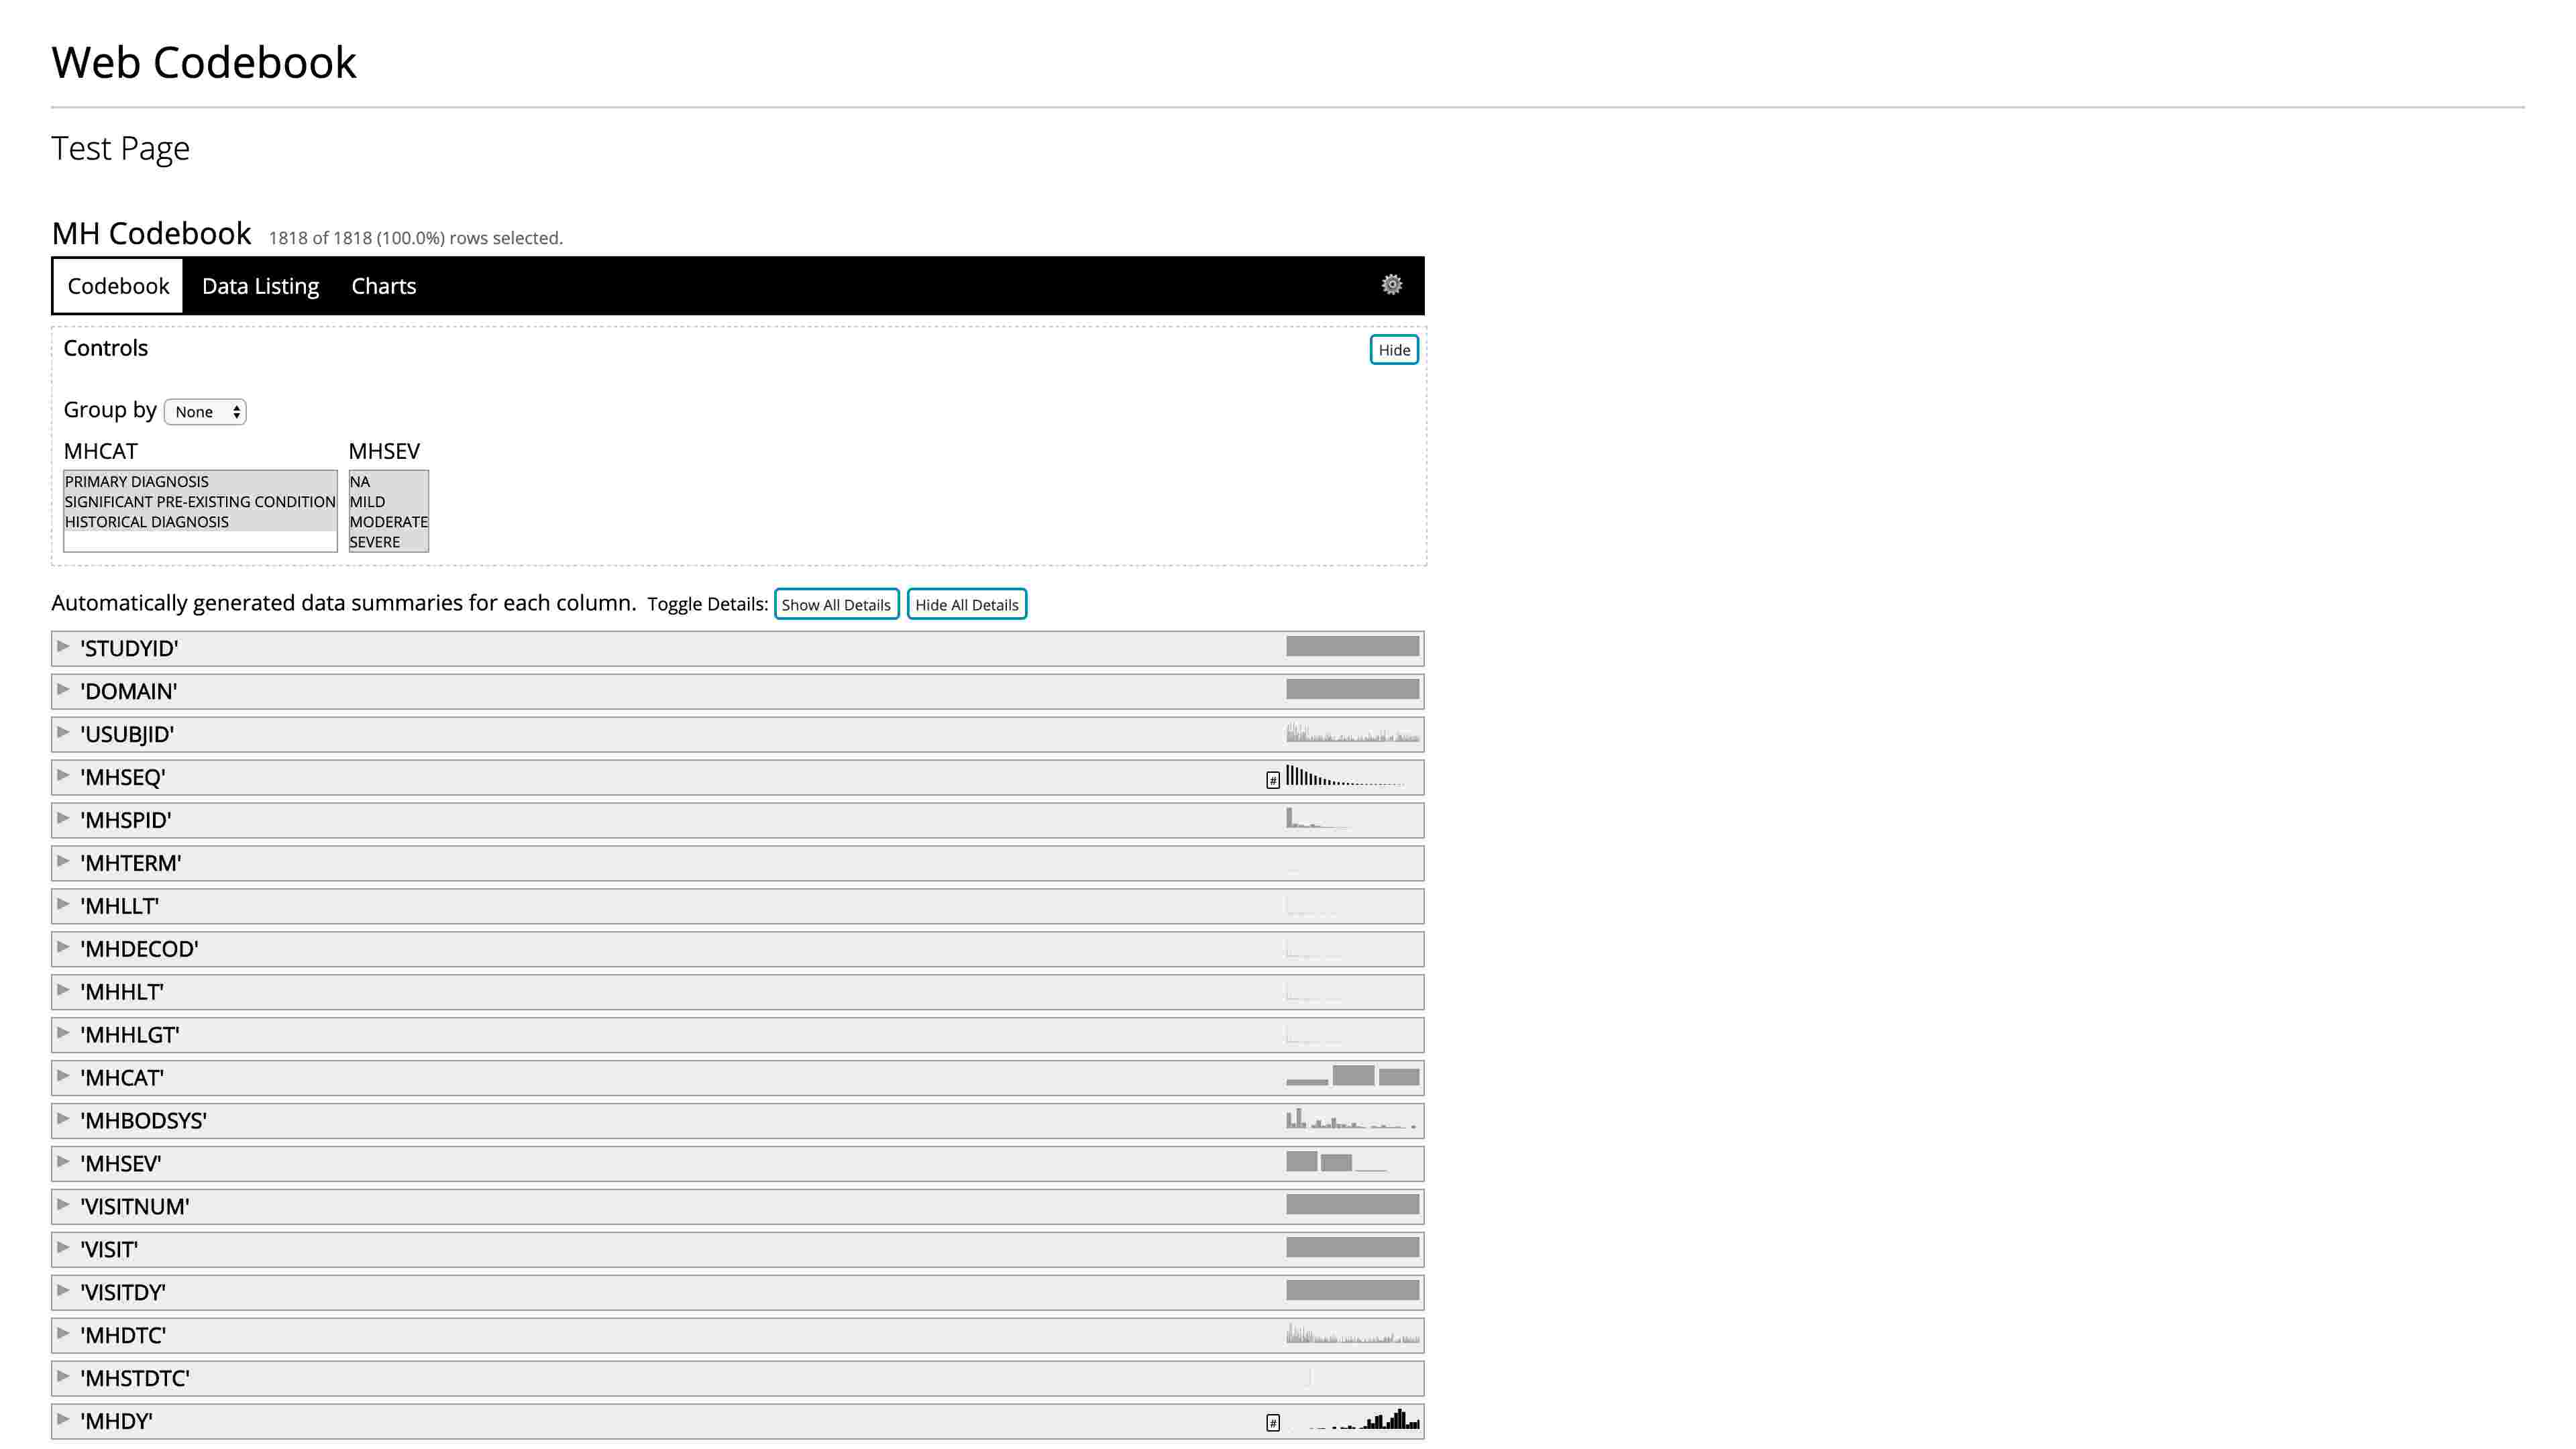 Web Codebook
Test Page
MH Codebook 1818 of 1818 (100.0%) rows selected.
Codebook Data Listing Charts
Controls Hide
Group by None
MHCAT MHSEV
PRIMARY DIAGNOSIS NA
SIGNIFICANT PRE-EXISTING CONDITION MILD
HISTORICAL DIAGNOSIS MODERATE
SEVERE
Automatically generated data summaries for each column. Toggle Details: Show All Details Hide All Details
'STUDYID'
'DOMAIN'
'USUBJID'
'MHSEQ' #
'MHSPID'
'MHTERM'
'MHLLT'
'MHDECOD'
'MHHLT'
'MHHLGT'
'MHCAT'
'MHBODSYS'
'MHSEV'
'VISITNUM'
'VISIT'
'VISITDY'
'MHDTC'
'MHSTDTC'
'MHDY' #